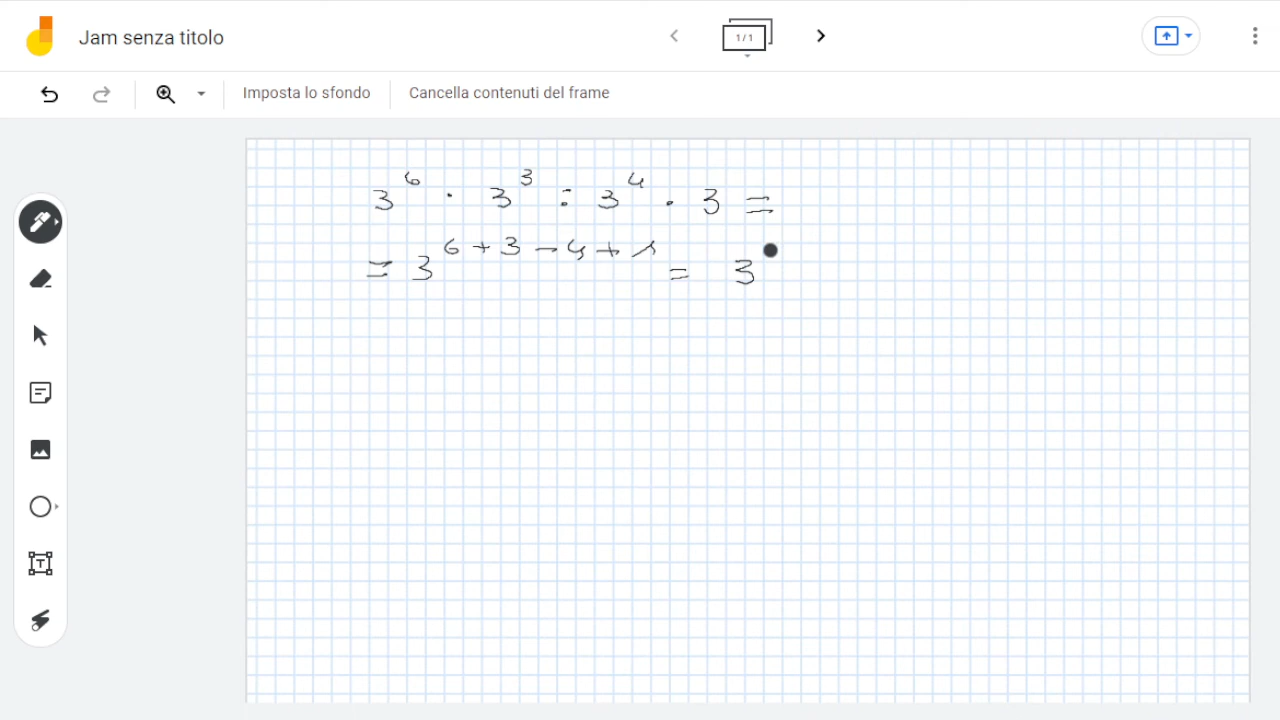 Jam senza titolo
1/1
Imposta lo sfondo Cancella contenuti del frame
3⁶ · 3³ : 3⁴ · 3 =
= 3⁶⁺³⁻⁴⁺¹ = 3